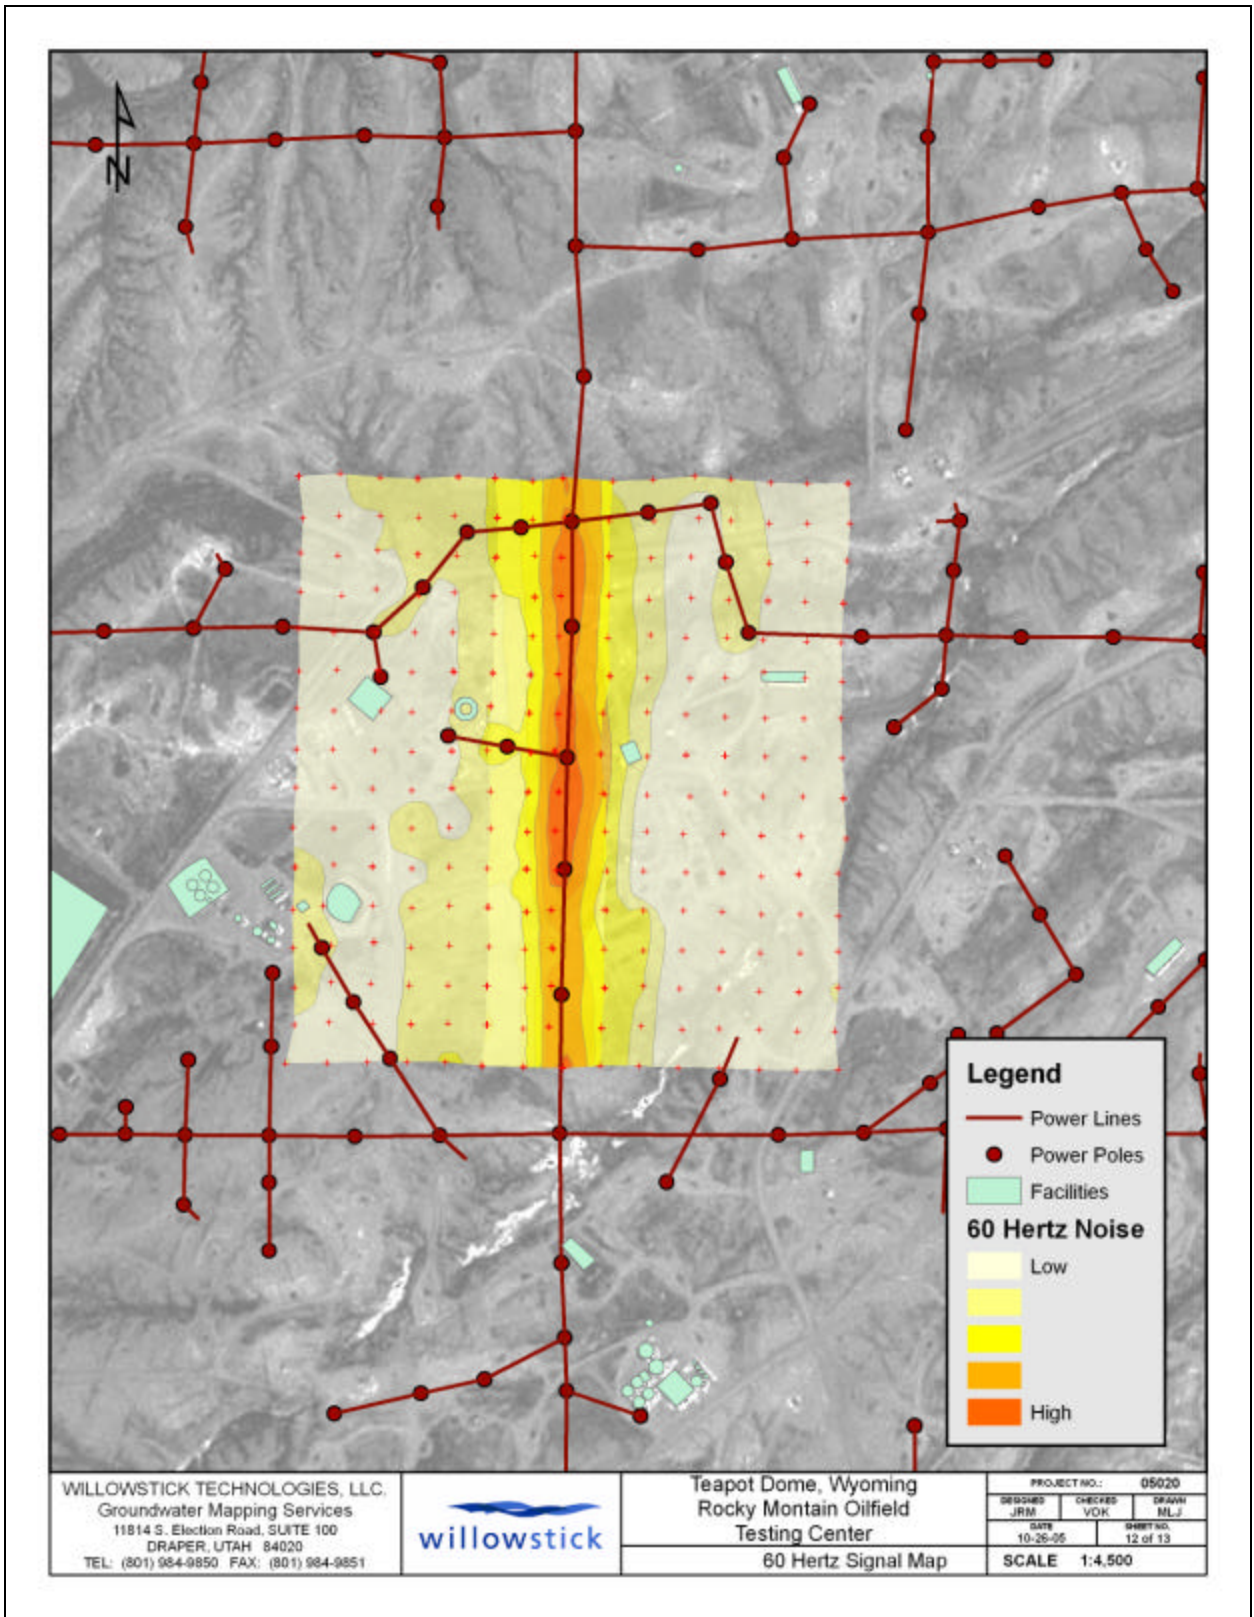 N
Legend
Power Lines
Power Poles
Facilities
60 Hertz Noise
Low
High
WILLOWSTICK TECHNOLOGIES, LLC.
Groundwater Mapping Services
11814 S. Election Road, SUITE 100
DRAPER, UTAH 84020
TEL: (801) 984-9850 FAX: (801) 984-9851
willowstick
Teapot Dome, Wyoming
Rocky Montain Oilfield
Testing Center
60 Hertz Signal Map
PROJECT NO.: 05020
DESIGNED CHECKED DRAWN
JRM VOK MLJ
DATE SHEET NO.
10-26-05 12 of 13
SCALE 1:4,500